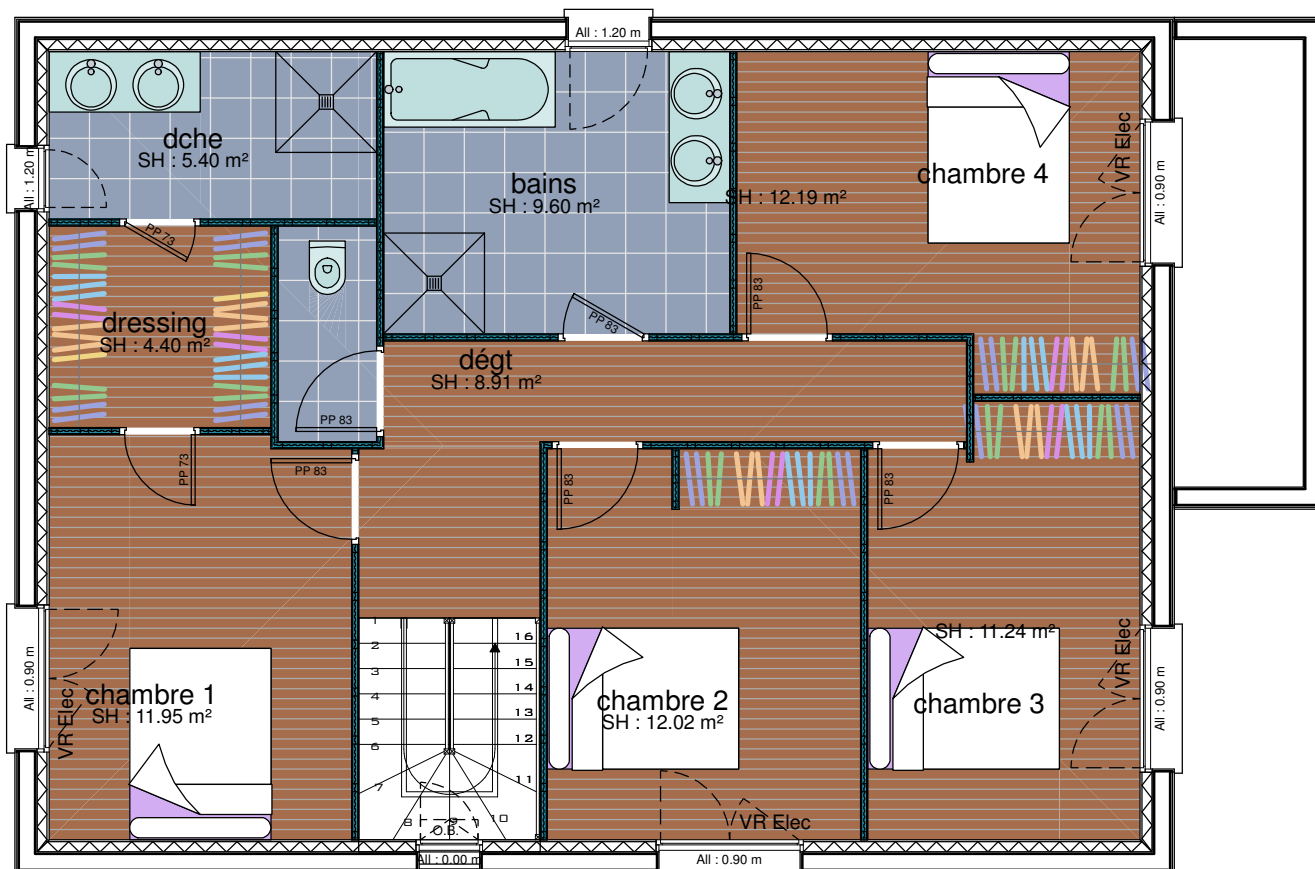 All : 1.20 m
dche
SH : 5.40 m²
All : 1.20 m
bains
SH : 9.60 m²
SH : 12.19 m²
chambre 4
VR Elec
All : 0.90 m
PP 73
PP 83
PP 83
dressing
SH : 4.40 m²
dégt
SH : 8.91 m²
PP 83
PP 73
PP 83
PP 83
PP 83
chambre 1
SH : 11.95 m²
VR Elec
All : 0.90 m
1
2
3
4
5
6
7
8
9
10
11
12
13
14
15
16
O.B.
All : 0.00 m
chambre 2
SH : 12.02 m²
VR Elec
All : 0.90 m
SH : 11.24 m²
chambre 3
VR Elec
All : 0.90 m